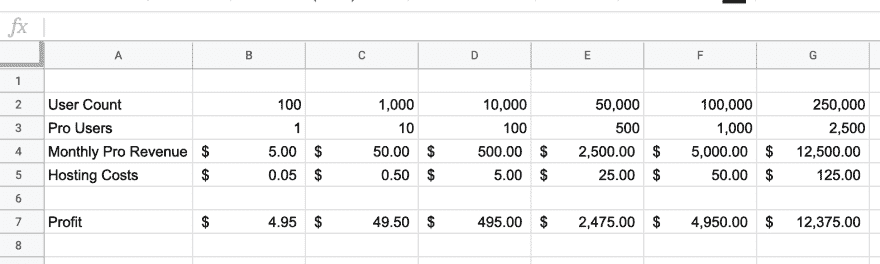 fx
A B C D E F G
1
2 User Count 100 1,000 10,000 50,000 100,000 250,000
3 Pro Users 1 10 100 500 1,000 2,500
4 Monthly Pro Revenue $ 5.00 $ 50.00 $ 500.00 $ 2,500.00 $ 5,000.00 $ 12,500.00
5 Hosting Costs $ 0.05 $ 0.50 $ 5.00 $ 25.00 $ 50.00 $ 125.00
6
7 Profit $ 4.95 $ 49.50 $ 495.00 $ 2,475.00 $ 4,950.00 $ 12,375.00
8